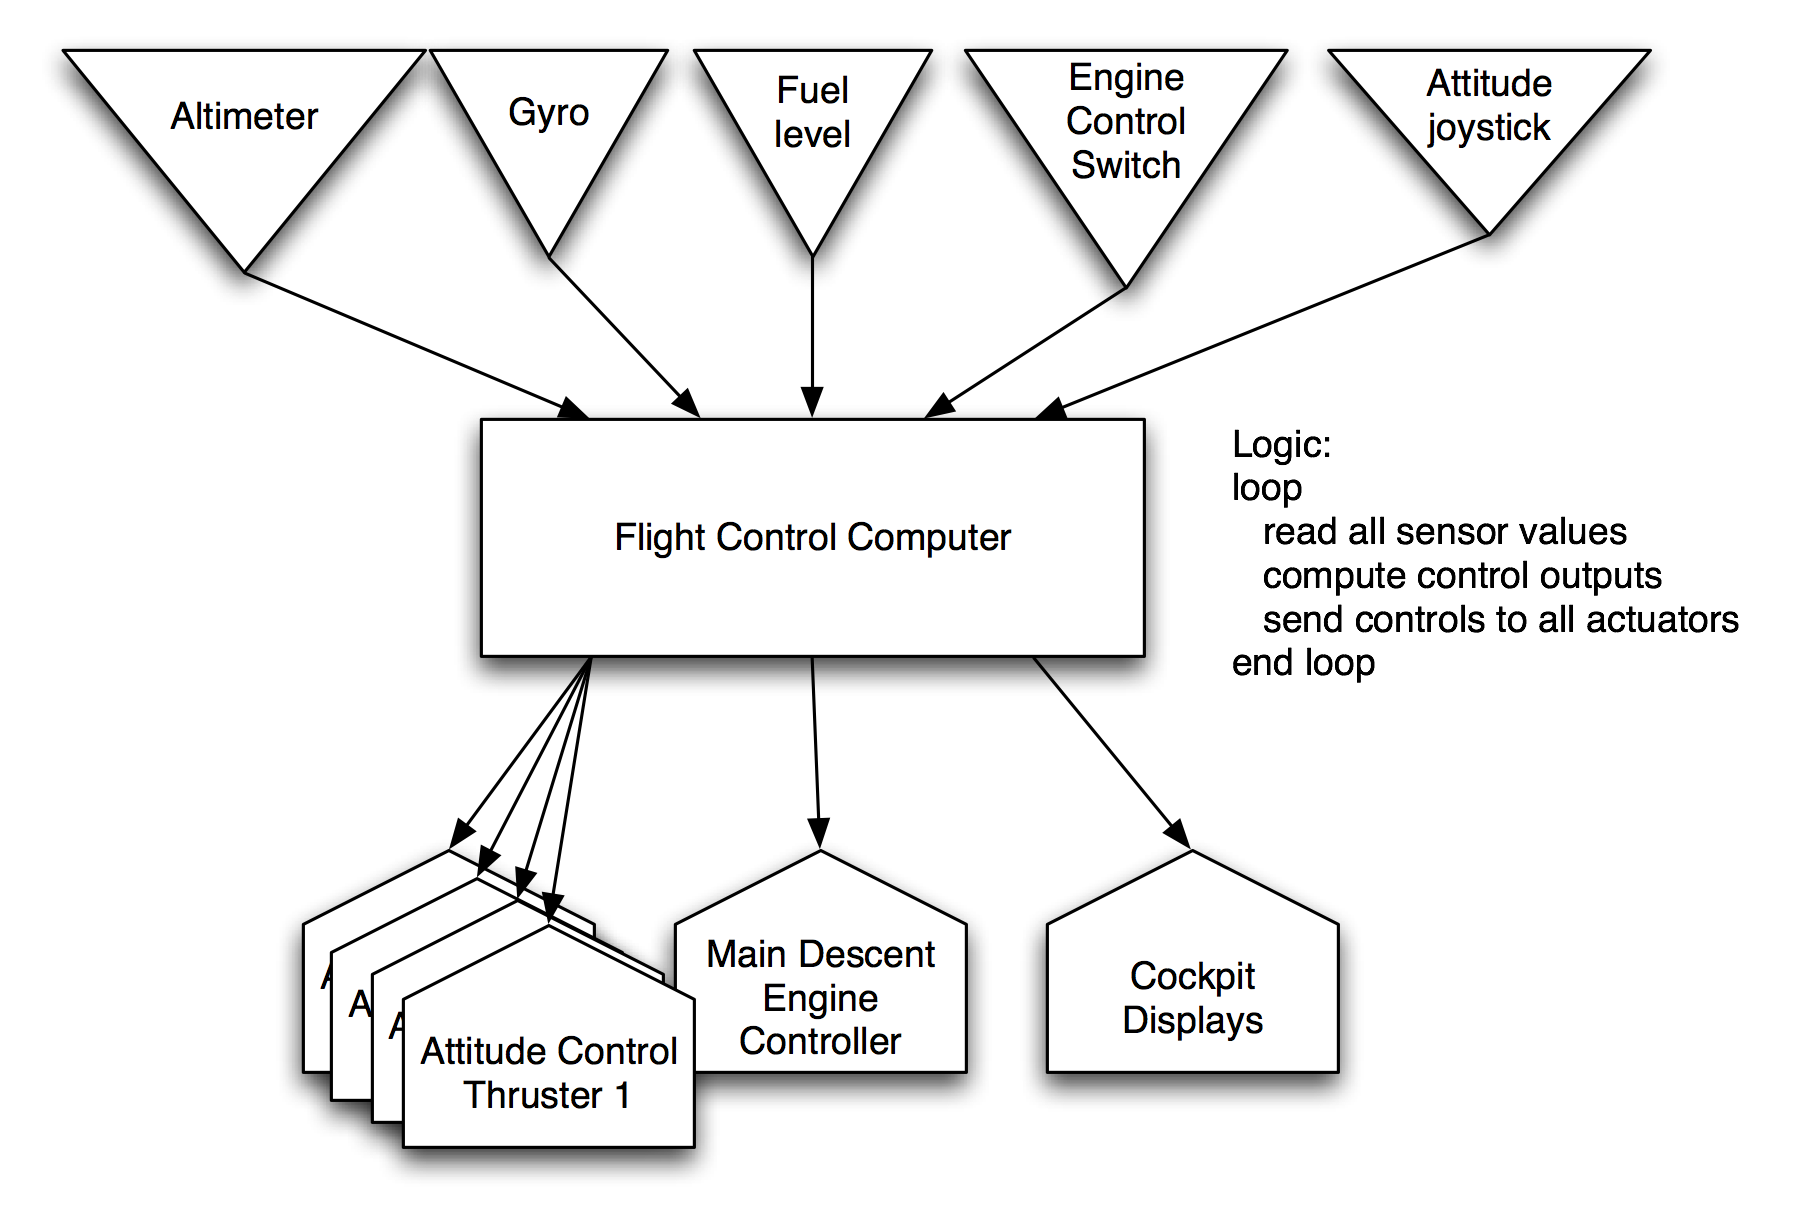 Altimeter
Gyro
Fuel
level
Engine
Control
Switch
Attitude
joystick
Flight Control Computer
Logic:
loop
read all sensor values
compute control outputs
send controls to all actuators
end loop
A
A
A
Attitude Control
Thruster 1
Main Descent
Engine
Controller
Cockpit
Displays